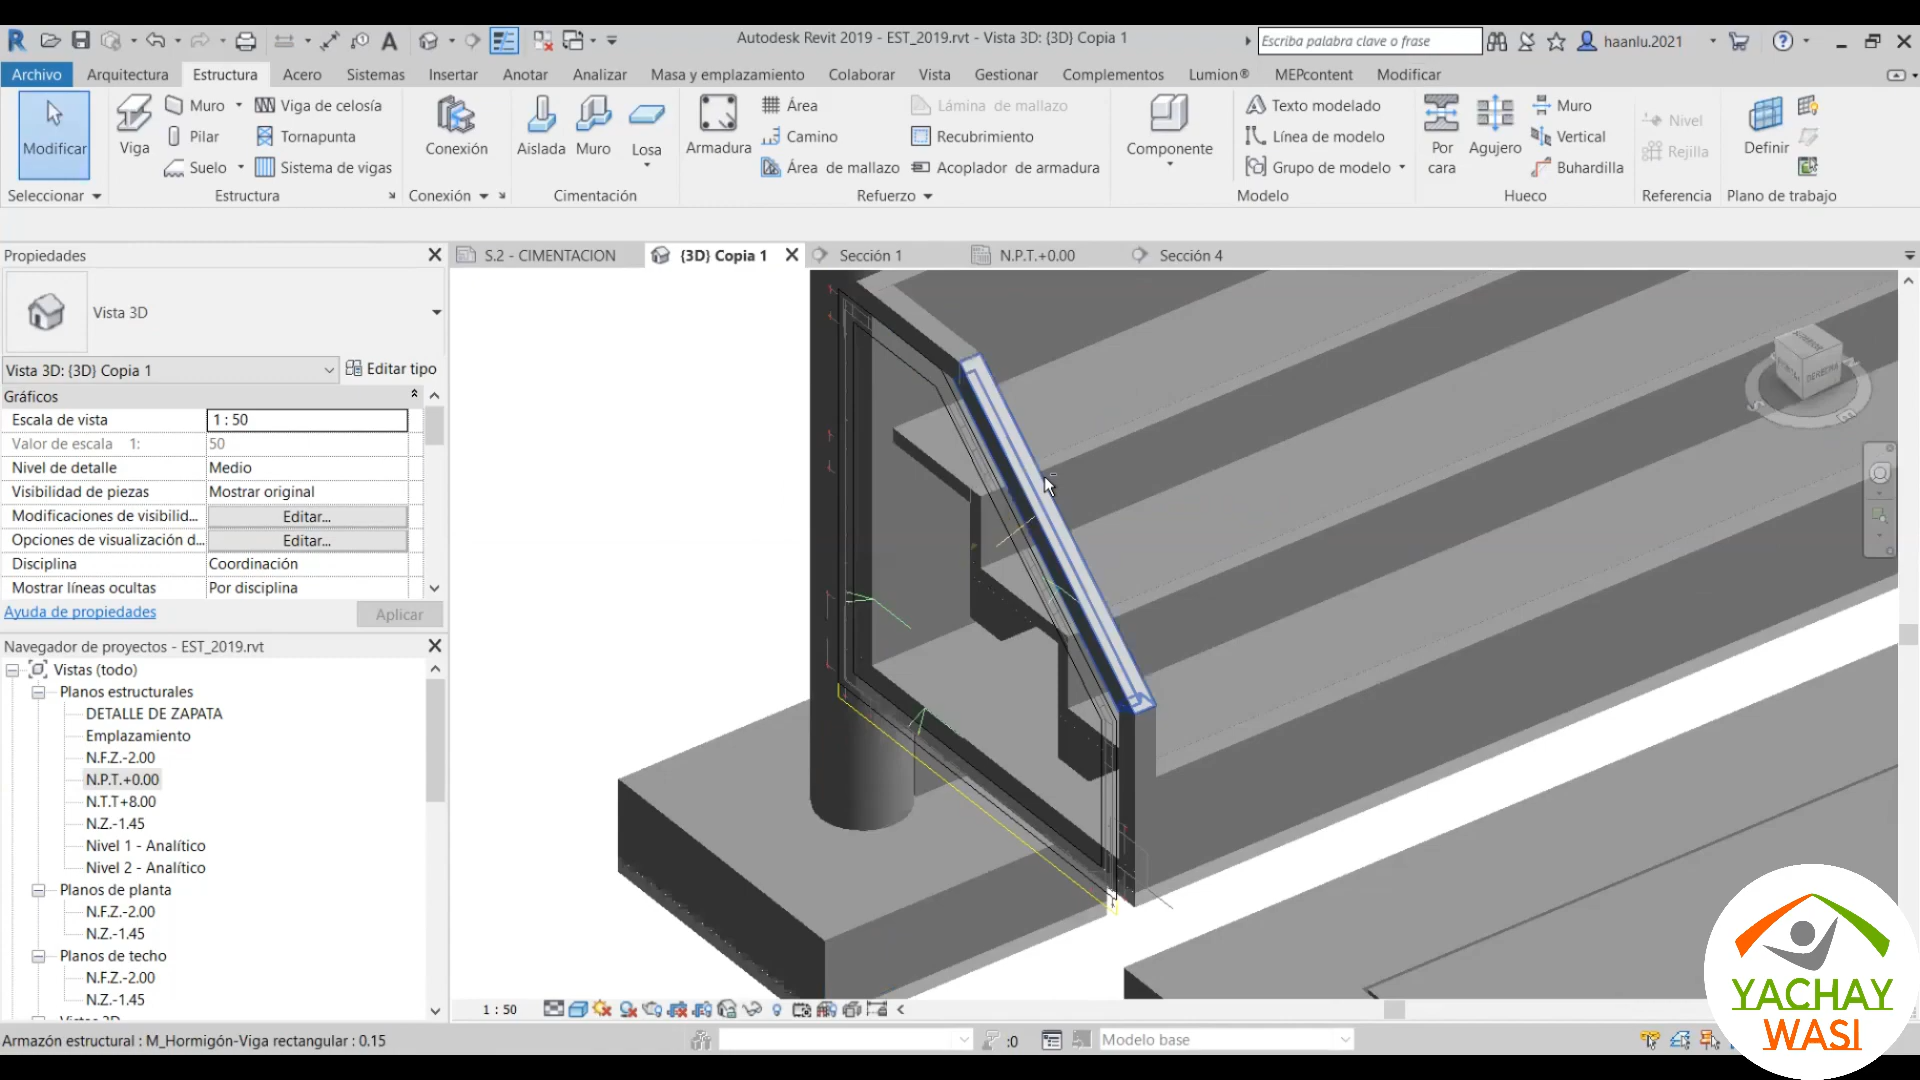 Autodesk Revit 2019 - EST_2019.rvt - Vista 3D: {3D} Copia 1
Escriba palabra clave o frase
haanlu.2021
Archivo Arquitectura Estructura Acero Sistemas Insertar Anotar Analizar Masa y emplazamiento Colaborar Vista Gestionar Complementos Lumion® MEPcontent Modificar
Modificar
Viga
Muro
Pilar
Suelo
Viga de celosía
Tornapunta
Sistema de vigas
Conexión
Aislada
Muro
Losa
Armadura
Área
Camino
Área de mallazo
Lámina de mallazo
Recubrimiento
Acoplador de armadura
Componente
Texto modelado
Línea de modelo
Grupo de modelo
Por cara
Agujero
Muro
Vertical
Buhardilla
Nivel
Rejilla
Definir
Seleccionar Estructura Conexión Cimentación Refuerzo Modelo Hueco Referencia Plano de trabajo
Propiedades
S.2 - CIMENTACION {3D} Copia 1 Sección 1 N.P.T.+0.00 Sección 4
Vista 3D
Vista 3D: {3D} Copia 1 Editar tipo
Gráficos
Escala de vista 1 : 50
Valor de escala 1: 50
Nivel de detalle Medio
Visibilidad de piezas Mostrar original
Modificaciones de visibilid... Editar...
Opciones de visualización d... Editar...
Disciplina Coordinación
Mostrar líneas ocultas Por disciplina
Ayuda de propiedades Aplicar
Navegador de proyectos - EST_2019.rvt
Vistas (todo)
Planos estructurales
DETALLE DE ZAPATA
Emplazamiento
N.F.Z.-2.00
N.P.T.+0.00
N.T.T+8.00
N.Z.-1.45
Nivel 1 - Analítico
Nivel 2 - Analítico
Planos de planta
N.F.Z.-2.00
N.Z.-1.45
Planos de techo
N.F.Z.-2.00
N.Z.-1.45
1 : 50
Armazón estructural : M_Hormigón-Viga rectangular : 0.15
:0
Modelo base
YACHAY
WASI